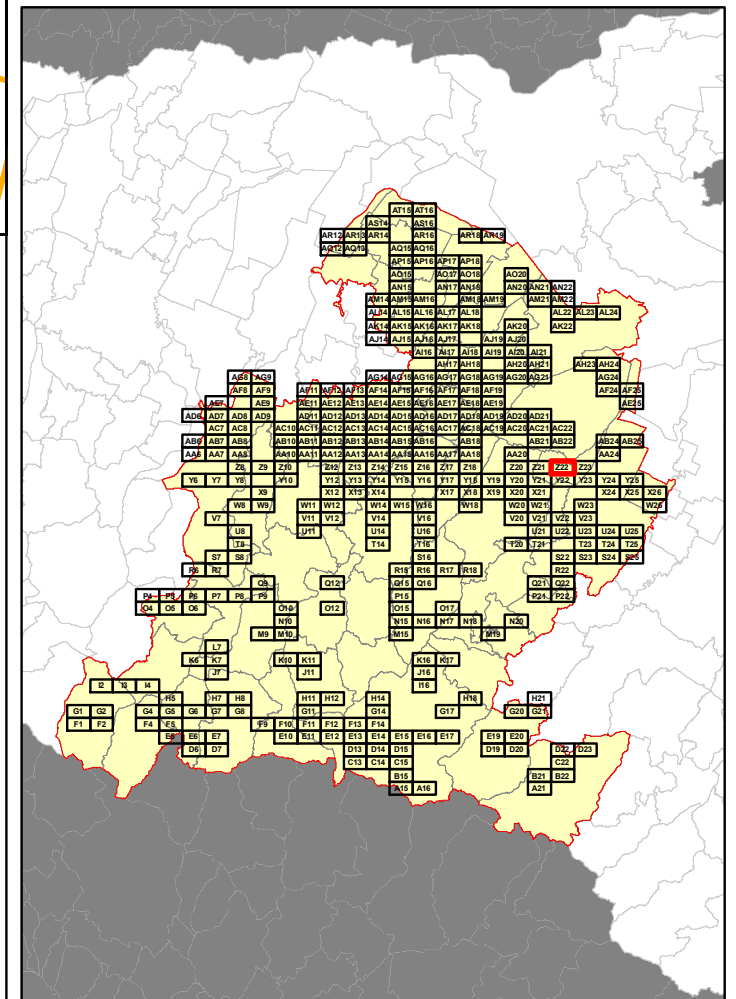 AT15 AT16
AS14 AS16
AR12 AR13 AR14 AR16 AR18 AR19
AQ12 AQ13 AQ15 AQ16
AP15 AP16 AP17 AP18
AO15 AO17 AO18 AO20
AN15 AN17 AN18 AN20 AN21 AN22
AM14 AM15 AM16 AM18 AM19 AM21 AM22
AL14 AL15 AL16 AL17 AL18 AL22 AL23 AL24
AK14 AK15 AK16 AK17 AK18 AK20 AK22
AJ14 AJ15 AJ16 AJ17 AJ19 AJ20
AI16 AI17 AI18 AI19 AI20 AI21
AH17 AH18 AH20 AH21 AH23 AH24
AG8 AG9 AG14 AG15 AG16 AG17 AG18 AG19 AG20 AG21 AG24
AF8 AF9 AF11 AF12 AF13 AF14 AF15 AF16 AF17 AF18 AF19 AF24 AF25
AE7 AE9 AE11 AE12 AE13 AE14 AE15 AE16 AE17 AE18 AE19 AE25
AD6 AD7 AD8 AD9 AD11 AD12 AD13 AD14 AD15 AD16 AD17 AD18 AD19 AD20 AD21
AC7 AC8 AC10 AC11 AC12 AC13 AC14 AC15 AC16 AC17 AC18 AC19 AC20 AC21 AC22
AB6 AB7 AB8 AB10 AB11 AB12 AB13 AB14 AB15 AB16 AB17 AB18 AB21 AB22 AB24 AB25
AA6 AA7 AA8 AA10 AA11 AA12 AA13 AA14 AA15 AA16 AA17 AA18 AA20 AA24
Z8 Z9 Z10 Z12 Z13 Z14 Z15 Z16 Z17 Z18 Z20 Z21 Z22 Z23
Y6 Y7 Y8 Y10 Y12 Y13 Y14 Y15 Y16 Y17 Y18 Y19 Y20 Y21 Y22 Y23 Y24 Y25
X9 X12 X13 X14 X17 X18 X19 X20 X21 X24 X25 X26
W8 W9 W11 W12 W14 W15 W16 W18 W20 W21 W23 W26
V7 V11 V12 V14 V16 V20 V21 V22 V23
U8 U11 U14 U16 U21 U22 U23 U24 U25
T8 T14 T16 T20 T21 T23 T24 T25
S7 S8 S16 S22 S23 S24 S25
R6 R7 R15 R16 R17 R18 R22
Q9 Q12 Q15 Q16 Q21 Q22
P4 P5 P6 P7 P8 P9 P15 P21 P22
O4 O5 O6 O10 O12 O15 O17
N10 N15 N16 N17 N18 N20
M9 M10 M15 M19
L7
K6 K7 K10 K11 K16 K17
J7 J11 J16
I2 I3 I4 I16
H5 H7 H8 H11 H12 H14 H18 H21
G1 G2 G4 G5 G6 G7 G8 G11 G14 G17 G20 G21
F1 F2 F4 F5 F9 F10 F11 F12 F13 F14
E5 E6 E7 E10 E11 E12 E13 E14 E15 E16 E17 E19 E20
D6 D7 D13 D14 D15 D19 D20 D22 D23
C13 C14 C15 C22
B15 B21 B22
A15 A16 A21